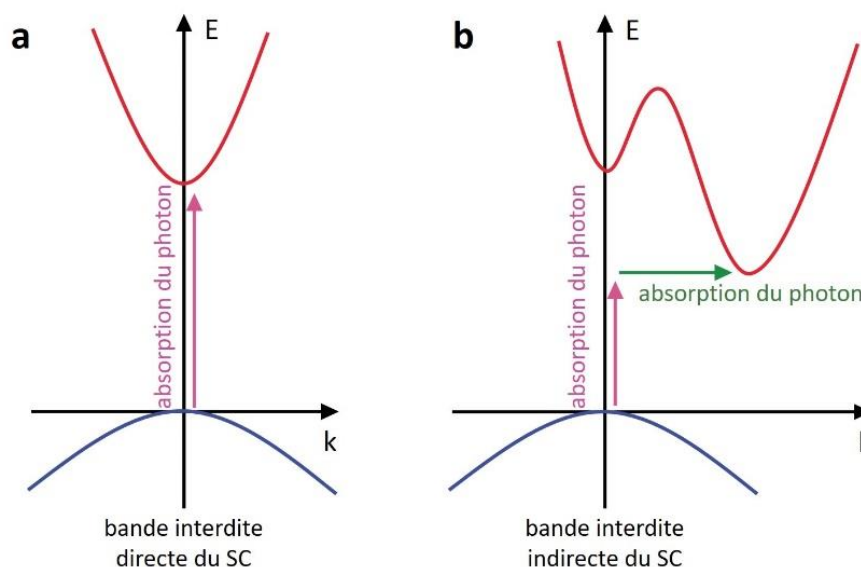 a
E
absorption du photon
k
bande interdite
directe du SC
b
E
absorption du photon
absorption du photon
bande interdite
indirecte du SC